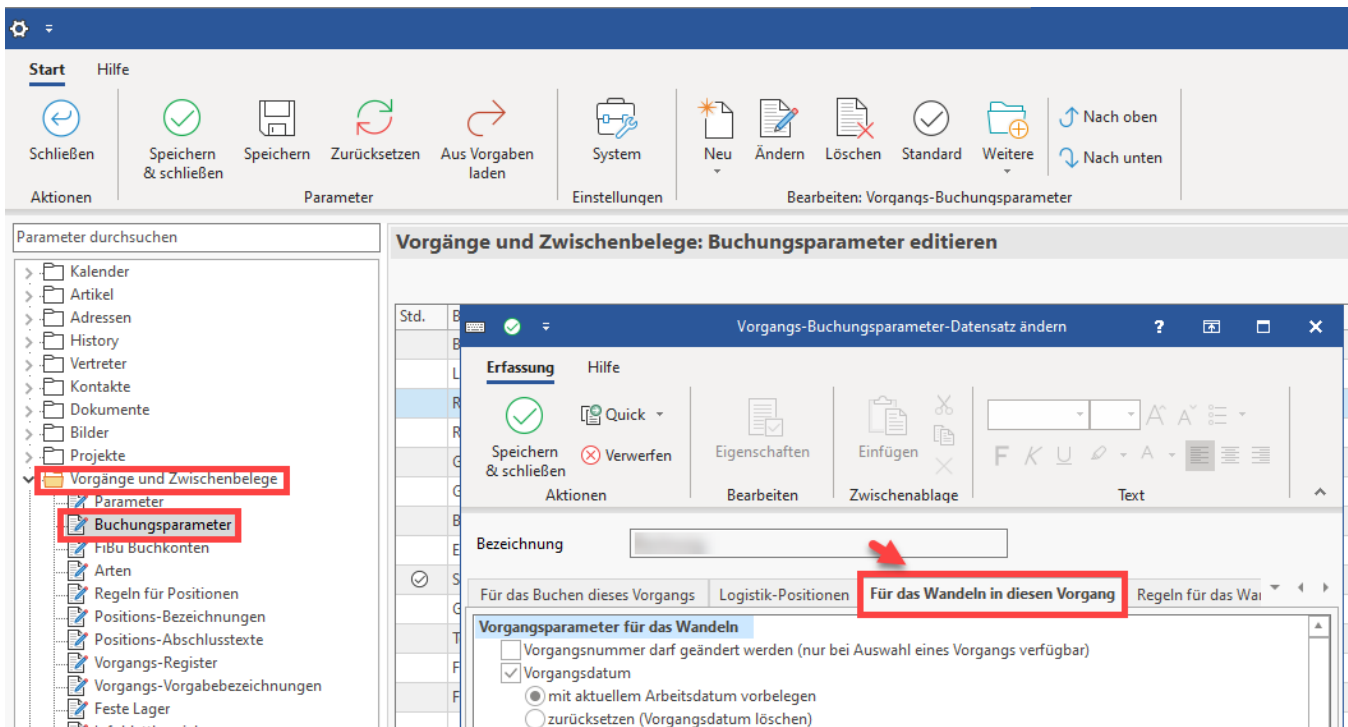 Start Hilfe
Schließen
Speichern & schließen
Speichern
Zurücksetzen
Aus Vorgaben laden
System
Neu
Ändern
Löschen
Standard
Weitere
Nach oben
Nach unten
Aktionen
Parameter
Einstellungen
Bearbeiten: Vorgangs-Buchungsparameter
Parameter durchsuchen
Kalender
Artikel
Adressen
History
Vertreter
Kontakte
Dokumente
Bilder
Projekte
Vorgänge und Zwischenbelege
Parameter
Buchungsparameter
FiBu Buchkonten
Arten
Regeln für Positionen
Positions-Bezeichnungen
Positions-Abschlusstexte
Vorgangs-Register
Vorgangs-Vorgabebezeichnungen
Feste Lager
Vorgänge und Zwischenbelege: Buchungsparameter editieren
Std.
Vorgangs-Buchungsparameter-Datensatz ändern
Erfassung Hilfe
Speichern & schließen
Quick
Verwerfen
Eigenschaften
Einfügen
F K U A
Aktionen
Bearbeiten
Zwischenablage
Text
Bezeichnung
Für das Buchen dieses Vorgangs
Logistik-Positionen
Für das Wandeln in diesen Vorgang
Regeln für das Wa
Vorgangsparameter für das Wandeln
Vorgangsnummer darf geändert werden (nur bei Auswahl eines Vorgangs verfügbar)
Vorgangsdatum
mit aktuellem Arbeitsdatum vorbelegen
zurücksetzen (Vorgangsdatum löschen)